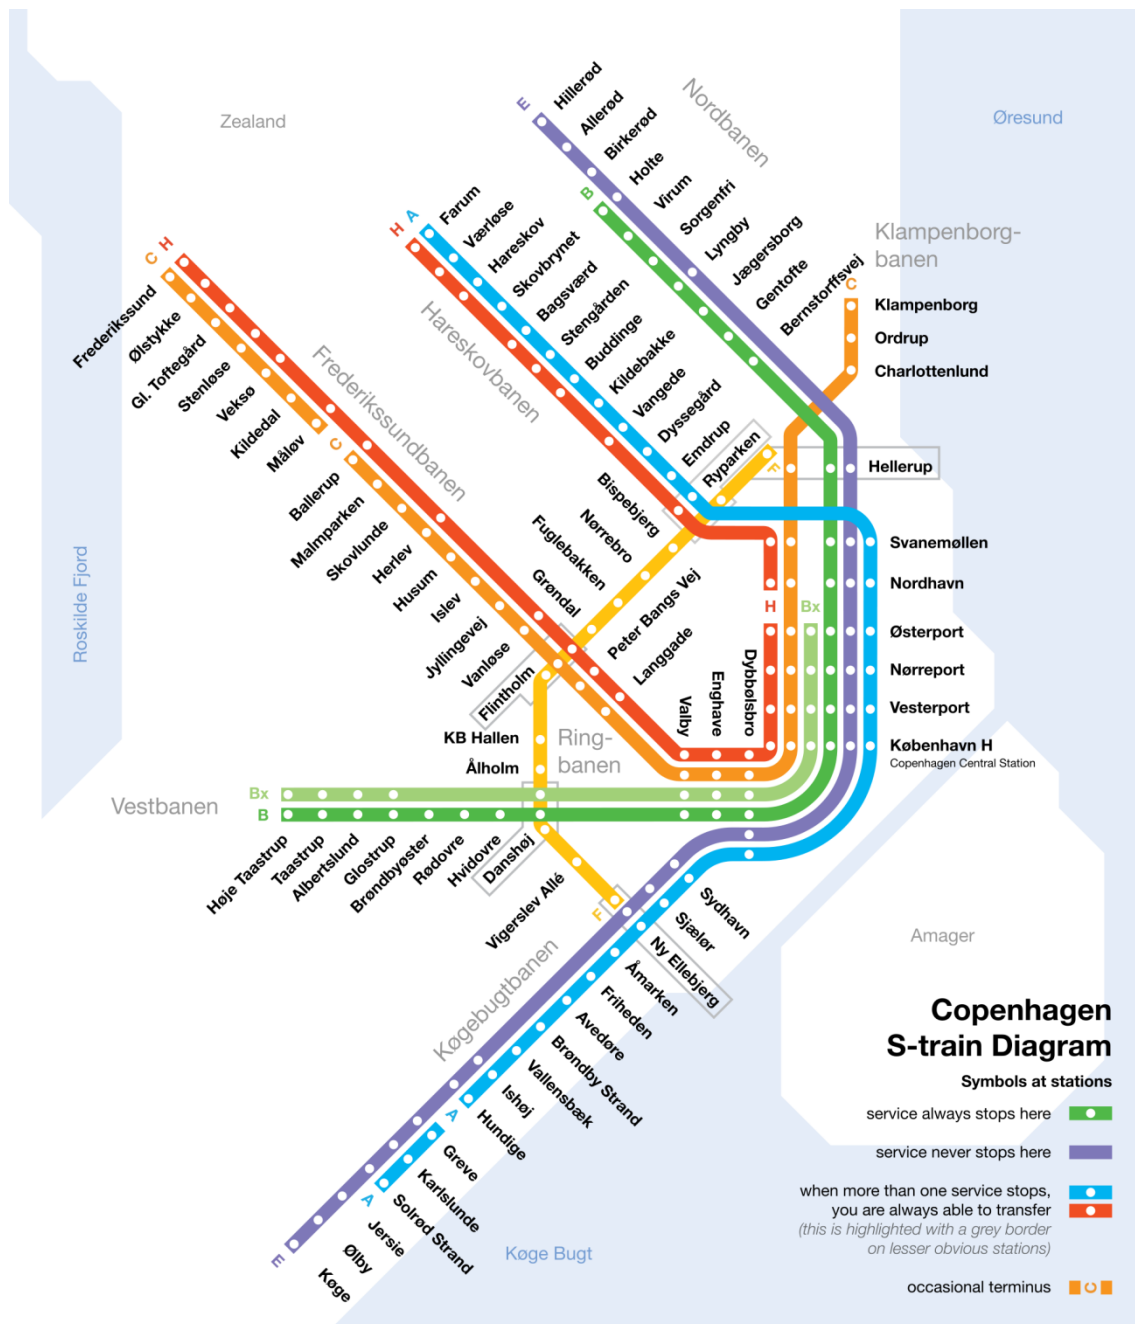 Zealand
Øresund
Nordbanen
E
Hillerød
Allerød
Birkerød
Holte
Virum
Sorgenfri
Lyngby
Jægersborg
Gentofte
Bernstorffsvej
B
Klampenborg-
banen
C
Klampenborg
Ordrup
Charlottenlund
H
A
Farum
Værløse
Hareskov
Skovbrynet
Bagsværd
Stengården
Buddinge
Kildebakke
Vangede
Dyssegård
Emdrup
Ryparken
Hareskovbanen
C
H
Frederikssund
Ølstykke
Gl. Toftegård
Stenløse
Veksø
Kildedal
Måløv
C
Ballerup
Malmparken
Skovlunde
Herlev
Husum
Islev
Jyllingevej
Vanløse
Flintholm
Frederikssundbanen
F
Hellerup
Bispebjerg
Nørrebro
Fuglebakken
Grøndal
Peter Bangs Vej
Langgade
Valby
Enghave
Dybbølsbro
H
Bx
Svanemøllen
Nordhavn
Østerport
Nørreport
Vesterport
København H
Copenhagen Central Station
Roskilde Fjord
KB Hallen
Ålholm
Ring-
banen
Vestbanen
Bx
B
Høje Taastrup
Taastrup
Albertslund
Glostrup
Brøndbyøster
Rødovre
Hvidovre
Danshøj
Vigerslev Allé
F
Køgebugtbanen
Sydhavn
Sjælør
Ny Ellebjerg
Åmarken
Friheden
Avedøre
Brøndby Strand
Vallensbæk
Ishøj
Hundige
A
Greve
Karlslunde
Solrød Strand
A
Jersie
Ølby
Køge
E
Køge Bugt
Amager
Copenhagen
S-train Diagram
Symbols at stations
service always stops here
service never stops here
when more than one service stops,
you are always able to transfer
(this is highlighted with a grey border
on lesser obvious stations)
occasional terminus
C